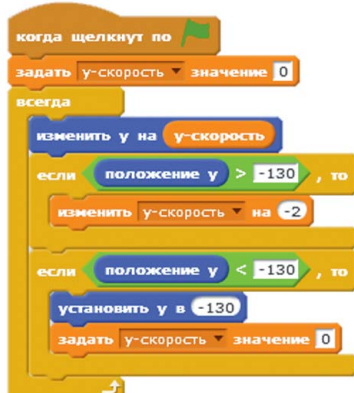 когда щелкнут по
задать у-скорость значение 0
всегда
изменить y на у-скорость
если положение y > -130 , то
изменить у-скорость на -2
если положение y < -130 , то
установить y в -130
задать у-скорость значение 0